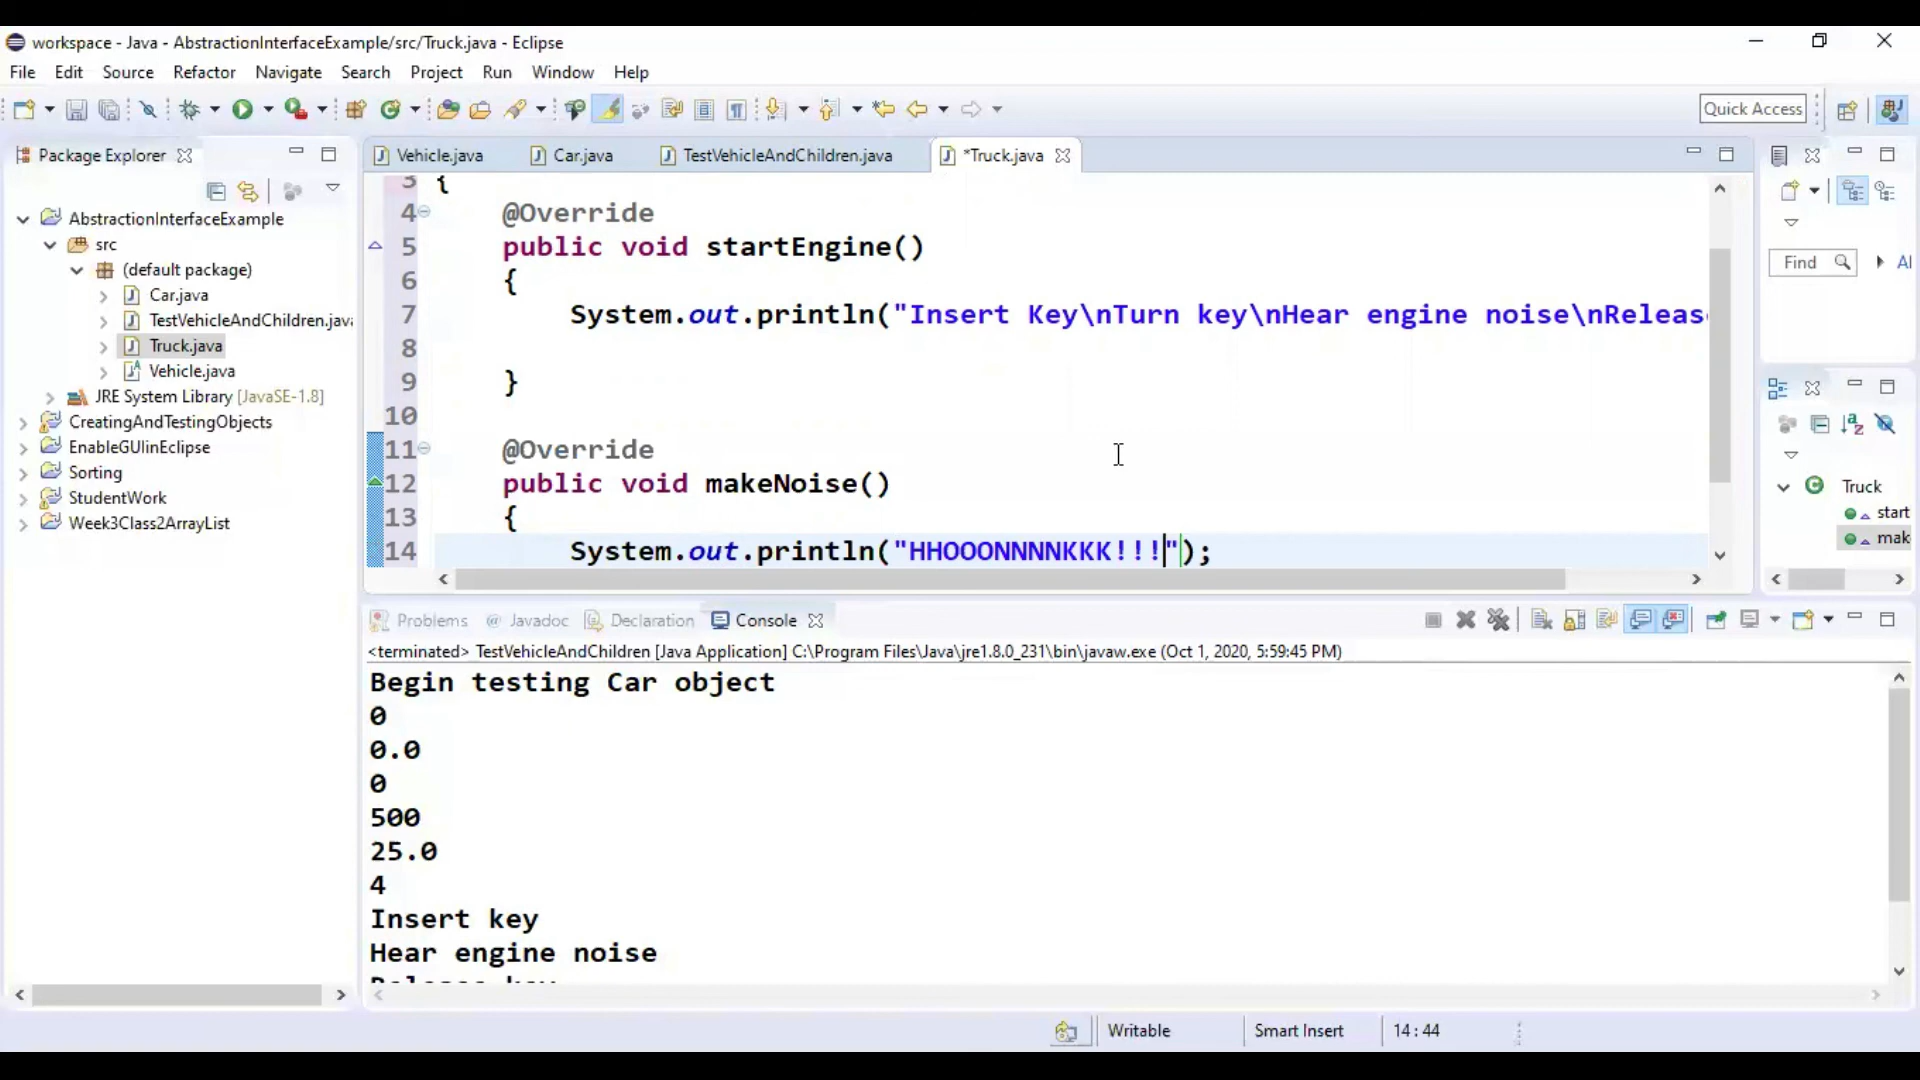 workspace - Java - AbstractionInterfaceExample/src/Truck.java - Eclipse
File Edit Source Refactor Navigate Search Project Run Window Help
Quick Access
Package Explorer
AbstractionInterfaceExample
src
(default package)
Car.java
TestVehicleAndChildren.java
Truck.java
Vehicle.java
JRE System Library [JavaSE-1.8]
CreatingAndTestingObjects
EnableGUIinEclipse
Sorting
StudentWork
Week3Class2ArrayList
Vehicle.java Car.java TestVehicleAndChildren.java *Truck.java
3 {
4 @Override
5 public void startEngine()
6 {
7 System.out.println("Insert Key\nTurn key\nHear engine noise\nReleas
8
9 }
10
11 @Override
12 public void makeNoise()
13 {
14 System.out.println("HHOOONNNNKKK!!!");
Find Al
Truck
start
mak
Problems @ Javadoc Declaration Console
<terminated> TestVehicleAndChildren [Java Application] C:\Program Files\Java\jre1.8.0_231\bin\javaw.exe (Oct 1, 2020, 5:59:45 PM)
Begin testing Car object
0
0.0
0
500
25.0
4
Insert key
Hear engine noise
Release key
Writable Smart Insert 14:44